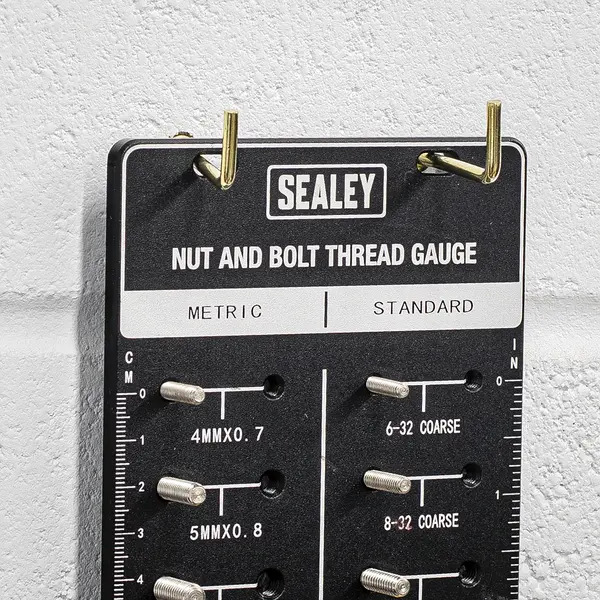 SEALEY
NUT AND BOLT THREAD GAUGE
METRIC | STANDARD
CM
IN
0
0
4MMX0.7
6-32 COARSE
1
2
1
5MMX0.8
8-32 COARSE
3
4